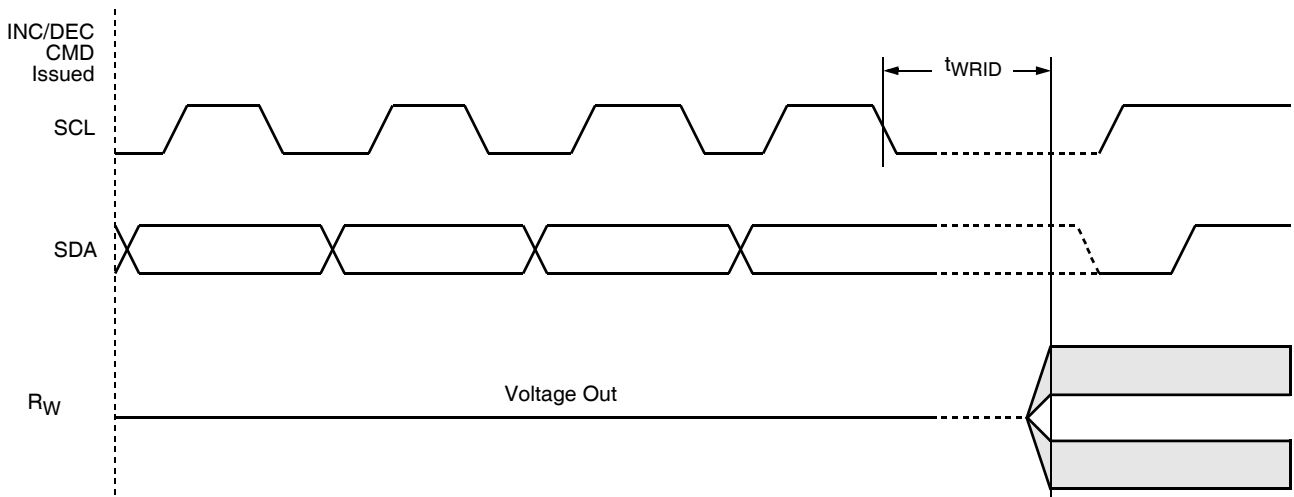 INC/DEC
CMD
Issued
tWRID
SCL
SDA
Voltage Out
RW